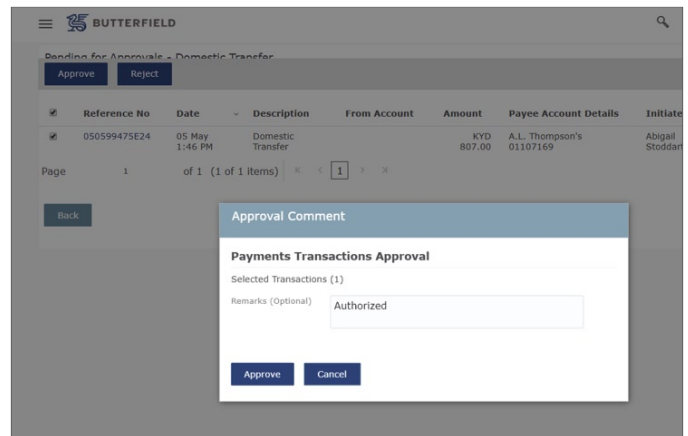 BUTTERFIELD
Pending for Approvals - Domestic Transfer
Approve Reject
Reference No Date Description From Account Amount Payee Account Details Initiate
050599475E24 05 May Domestic KYD A.L. Thompson's Abigail
1:46 PM Transfer 807.00 01107169 Stoddart
Page 1 of 1 (1 of 1 items) 1
Back
Approval Comment
Payments Transactions Approval
Selected Transactions (1)
Remarks (Optional) Authorized
Approve Cancel